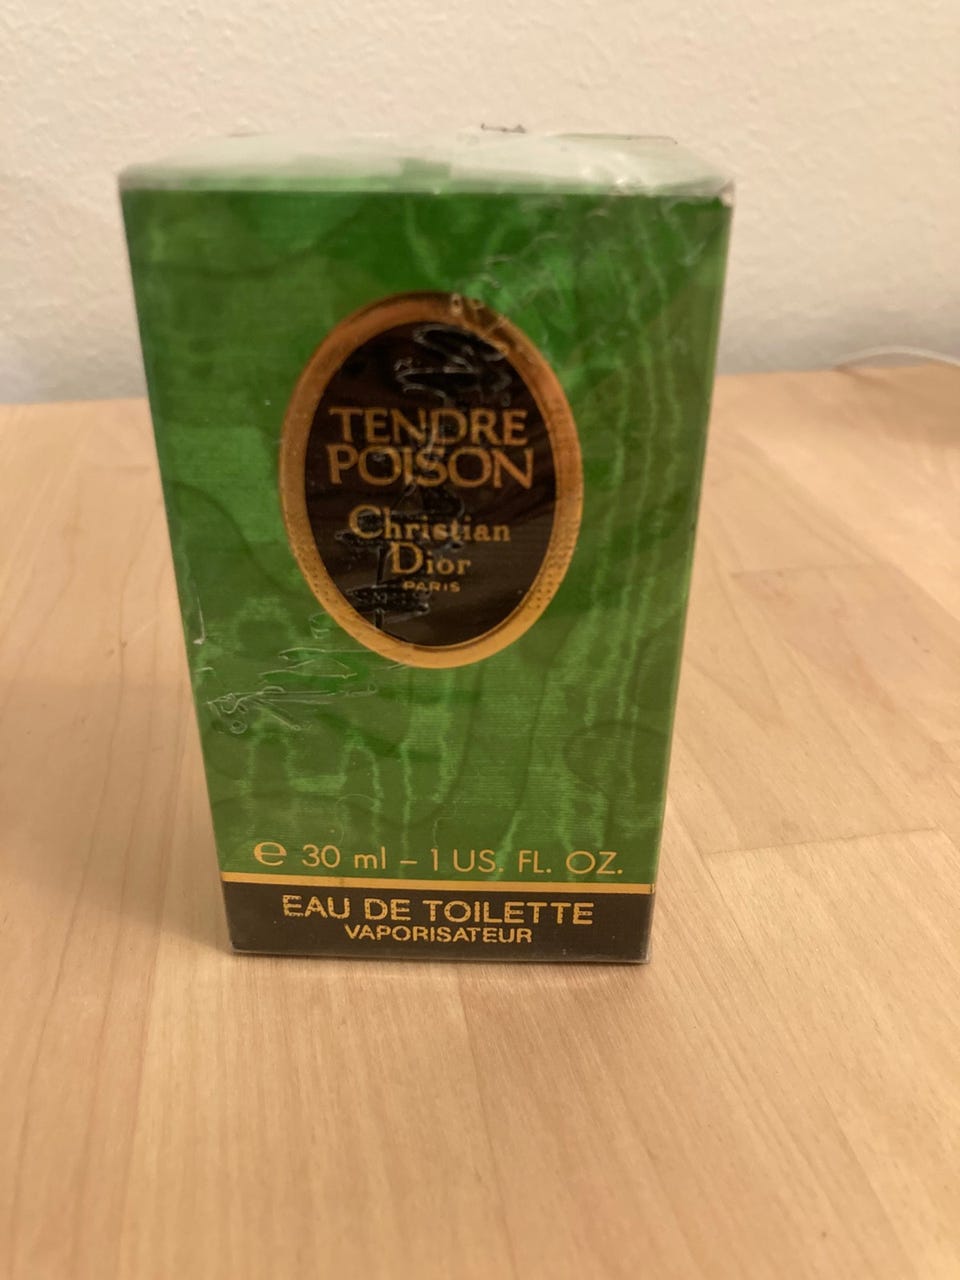 TENDRE
POISON
Christian
Dior
PARIS
e 30 ml – 1 US. FL. OZ.
EAU DE TOILETTE
VAPORISATEUR